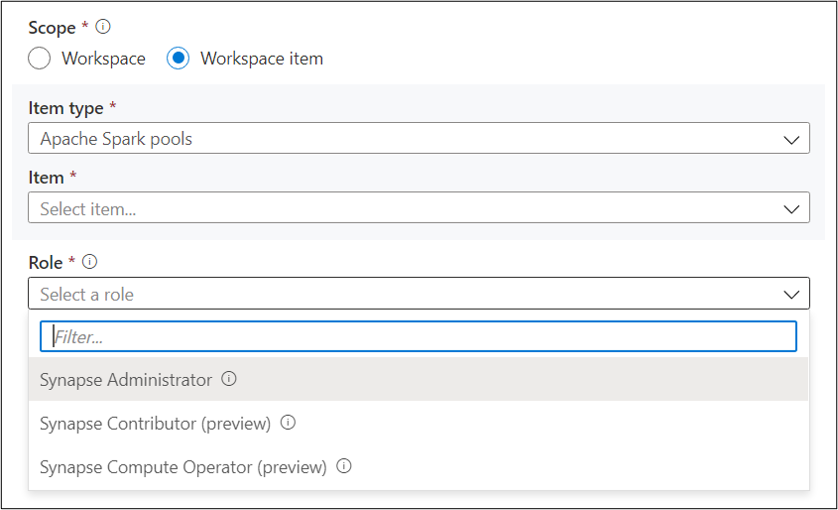 Scope *
Workspace
Workspace item
Item type *
Apache Spark pools
Item *
Select item...
Role *
Select a role
Filter...
Synapse Administrator
Synapse Contributor (preview)
Synapse Compute Operator (preview)